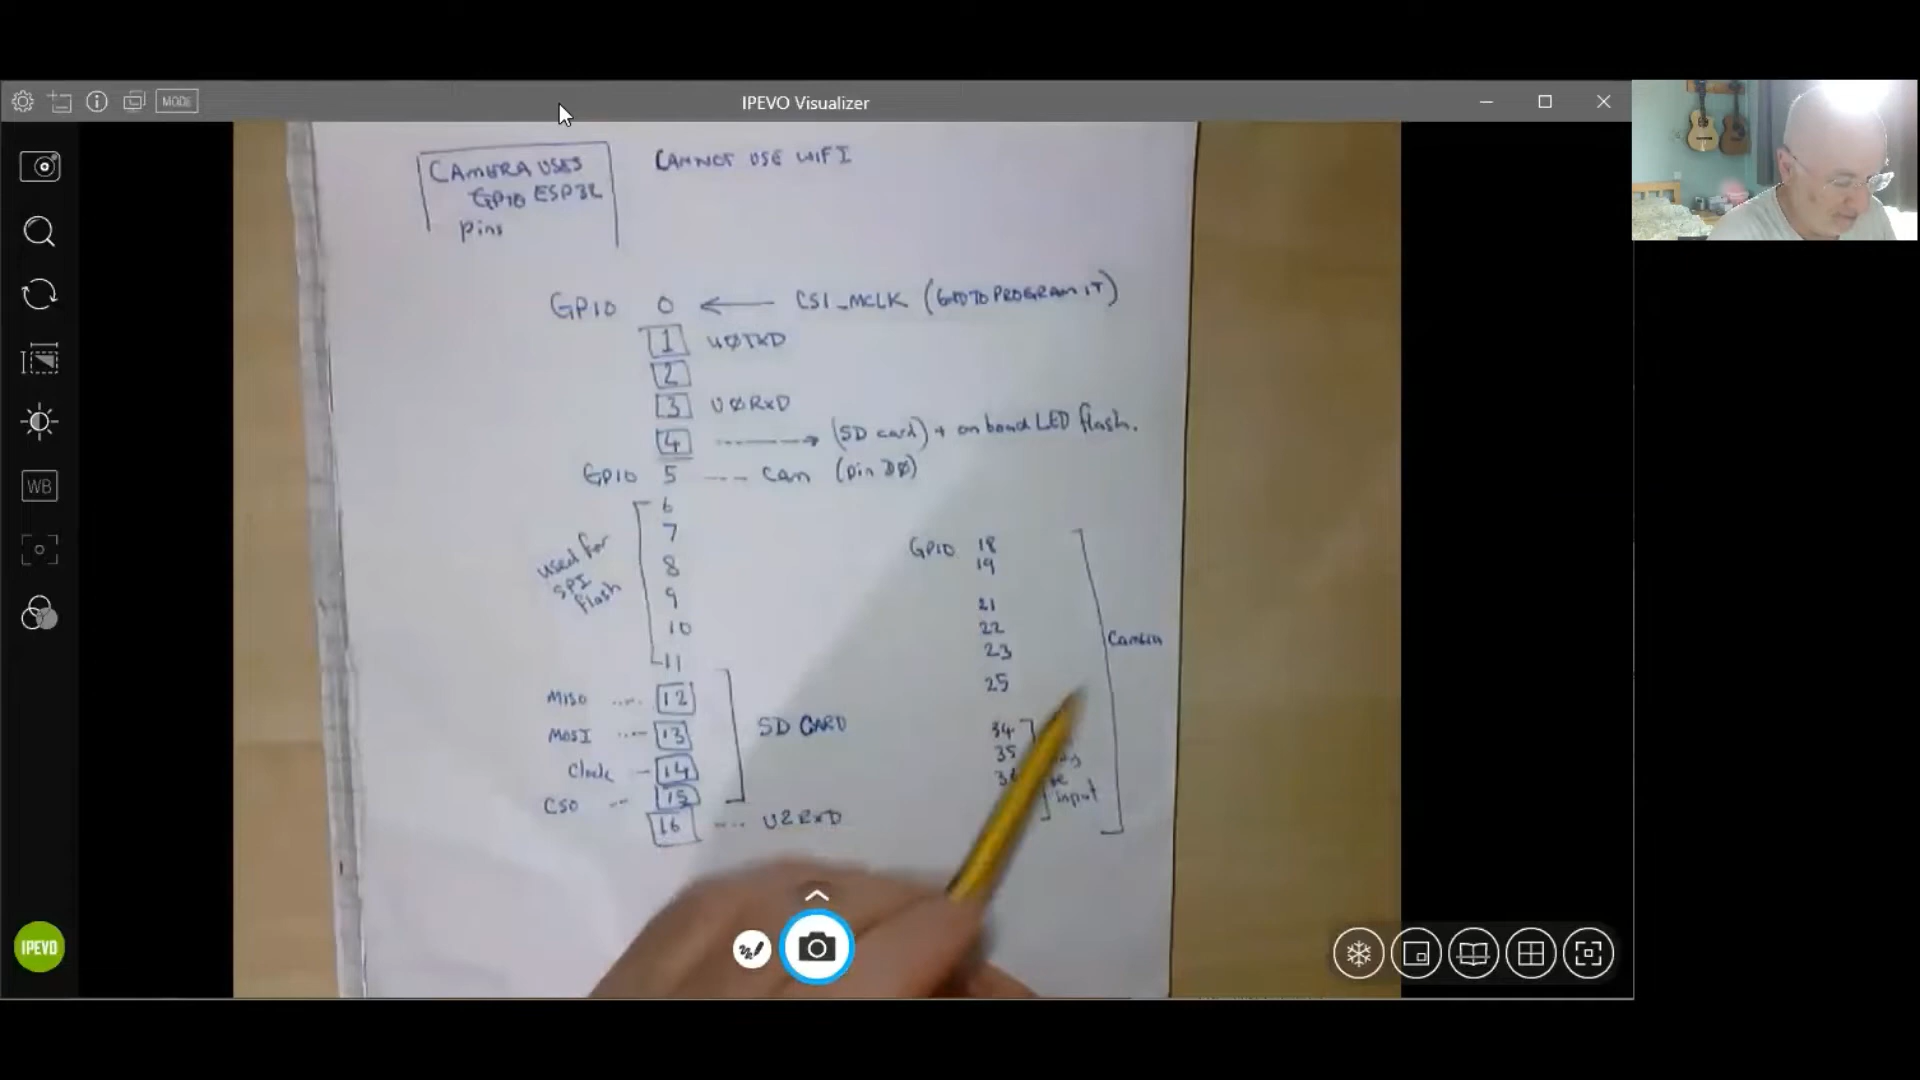 MODE
IPEVO Visualizer
CAMERA USES
GPIO ESP32
pins
CANNOT USE WIFI
GPIO 0 ← CSI_MCLK (GND TO PROGRAM IT)
1 U0TXD
2
3 U0RXD
4 ----→ (SD card) + onboard LED flash.
GPIO 5 --- Cam (pin D0)
6
7
8
9
10
11
used for
SPI
flash
MISO .... 12
MOSI .... 13
Clock - 14
CSO -- 15
SD CARD
16 .... U2RXD
GPIO 18
19
21
22
23
25
34
35
input
Camera
WB
IPEVO